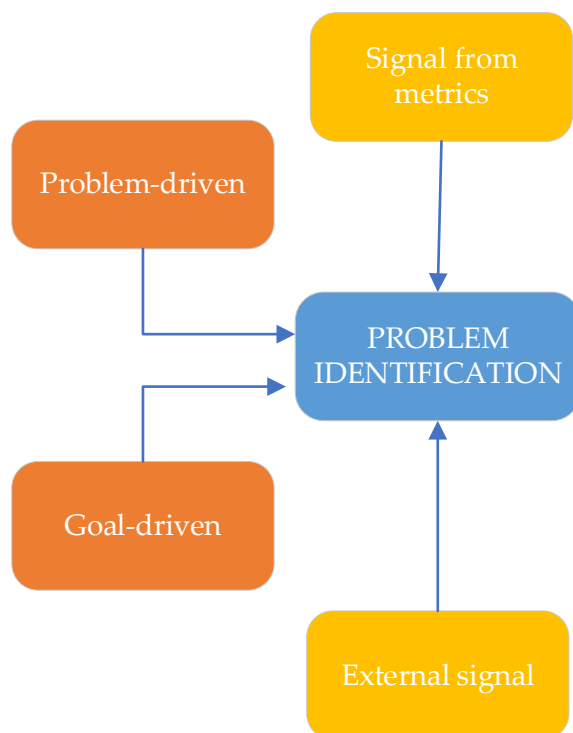 Signal from
metrics
Problem-driven
PROBLEM
IDENTIFICATION
Goal-driven
External signal